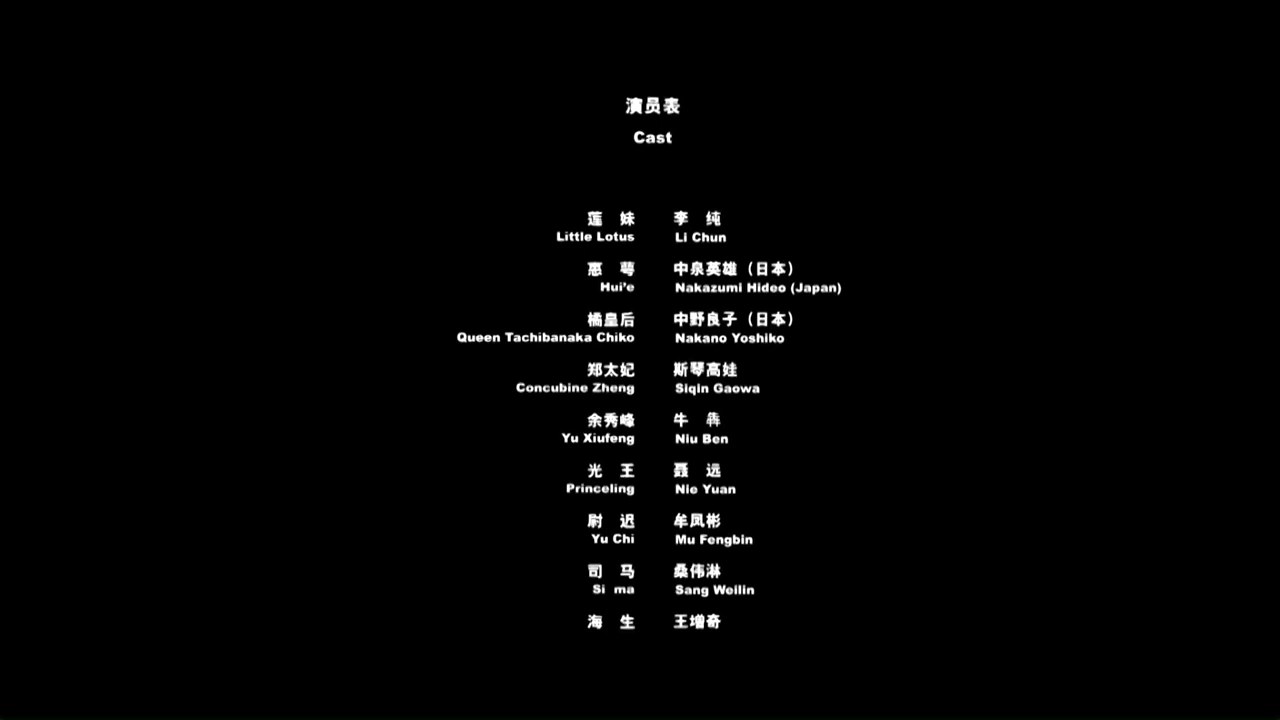 演员表
Cast
莲 妹 李 纯
Little Lotus Li Chun
惠 萼 中泉英雄（日本）
Hui'e Nakazumi Hideo (Japan)
橘皇后 中野良子（日本）
Queen Tachibanaka Chiko Nakano Yoshiko
郑太妃 斯琴高娃
Concubine Zheng Siqin Gaowa
余秀峰 牛 犇
Yu Xiufeng Niu Ben
光 王 聂 远
Princeling Nie Yuan
尉 迟 牟凤彬
Yu Chi Mu Fengbin
司 马 桑伟淋
Si ma Sang Weilin
海 生 王增奇